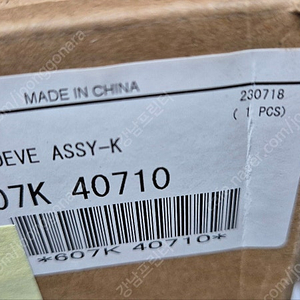 MADE IN CHINA
230718
( 1 PCS)
DEVE ASSY-K
07K 40710
*607K 40710*